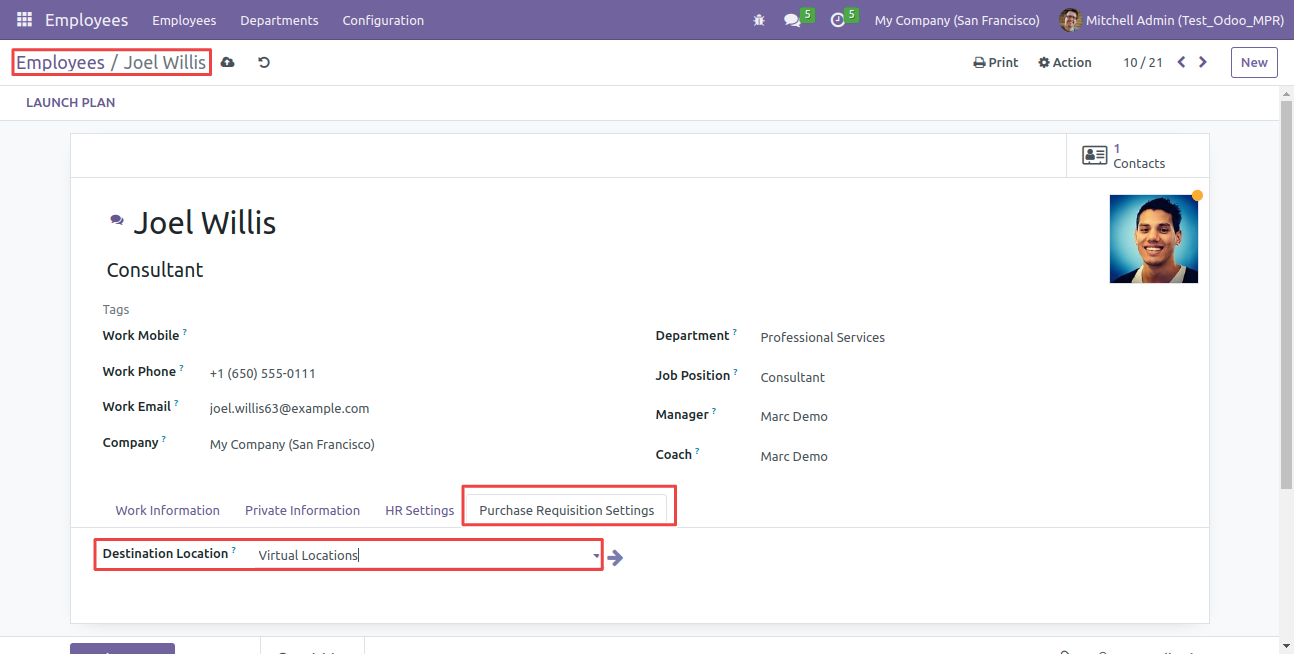 Employees Employees Departments Configuration 5 5 My Company (San Francisco) Mitchell Admin (Test_Odoo_MPR)
Employees / Joel Willis Print Action 10 / 21 New
LAUNCH PLAN
1
Contacts
Joel Willis
Consultant
Tags
Work Mobile ? Department ? Professional Services
Work Phone ? +1 (650) 555-0111 Job Position ? Consultant
Work Email ? joel.willis63@example.com Manager ? Marc Demo
Company ? My Company (San Francisco) Coach ? Marc Demo
Work Information Private Information HR Settings Purchase Requisition Settings
Destination Location ? Virtual Locations